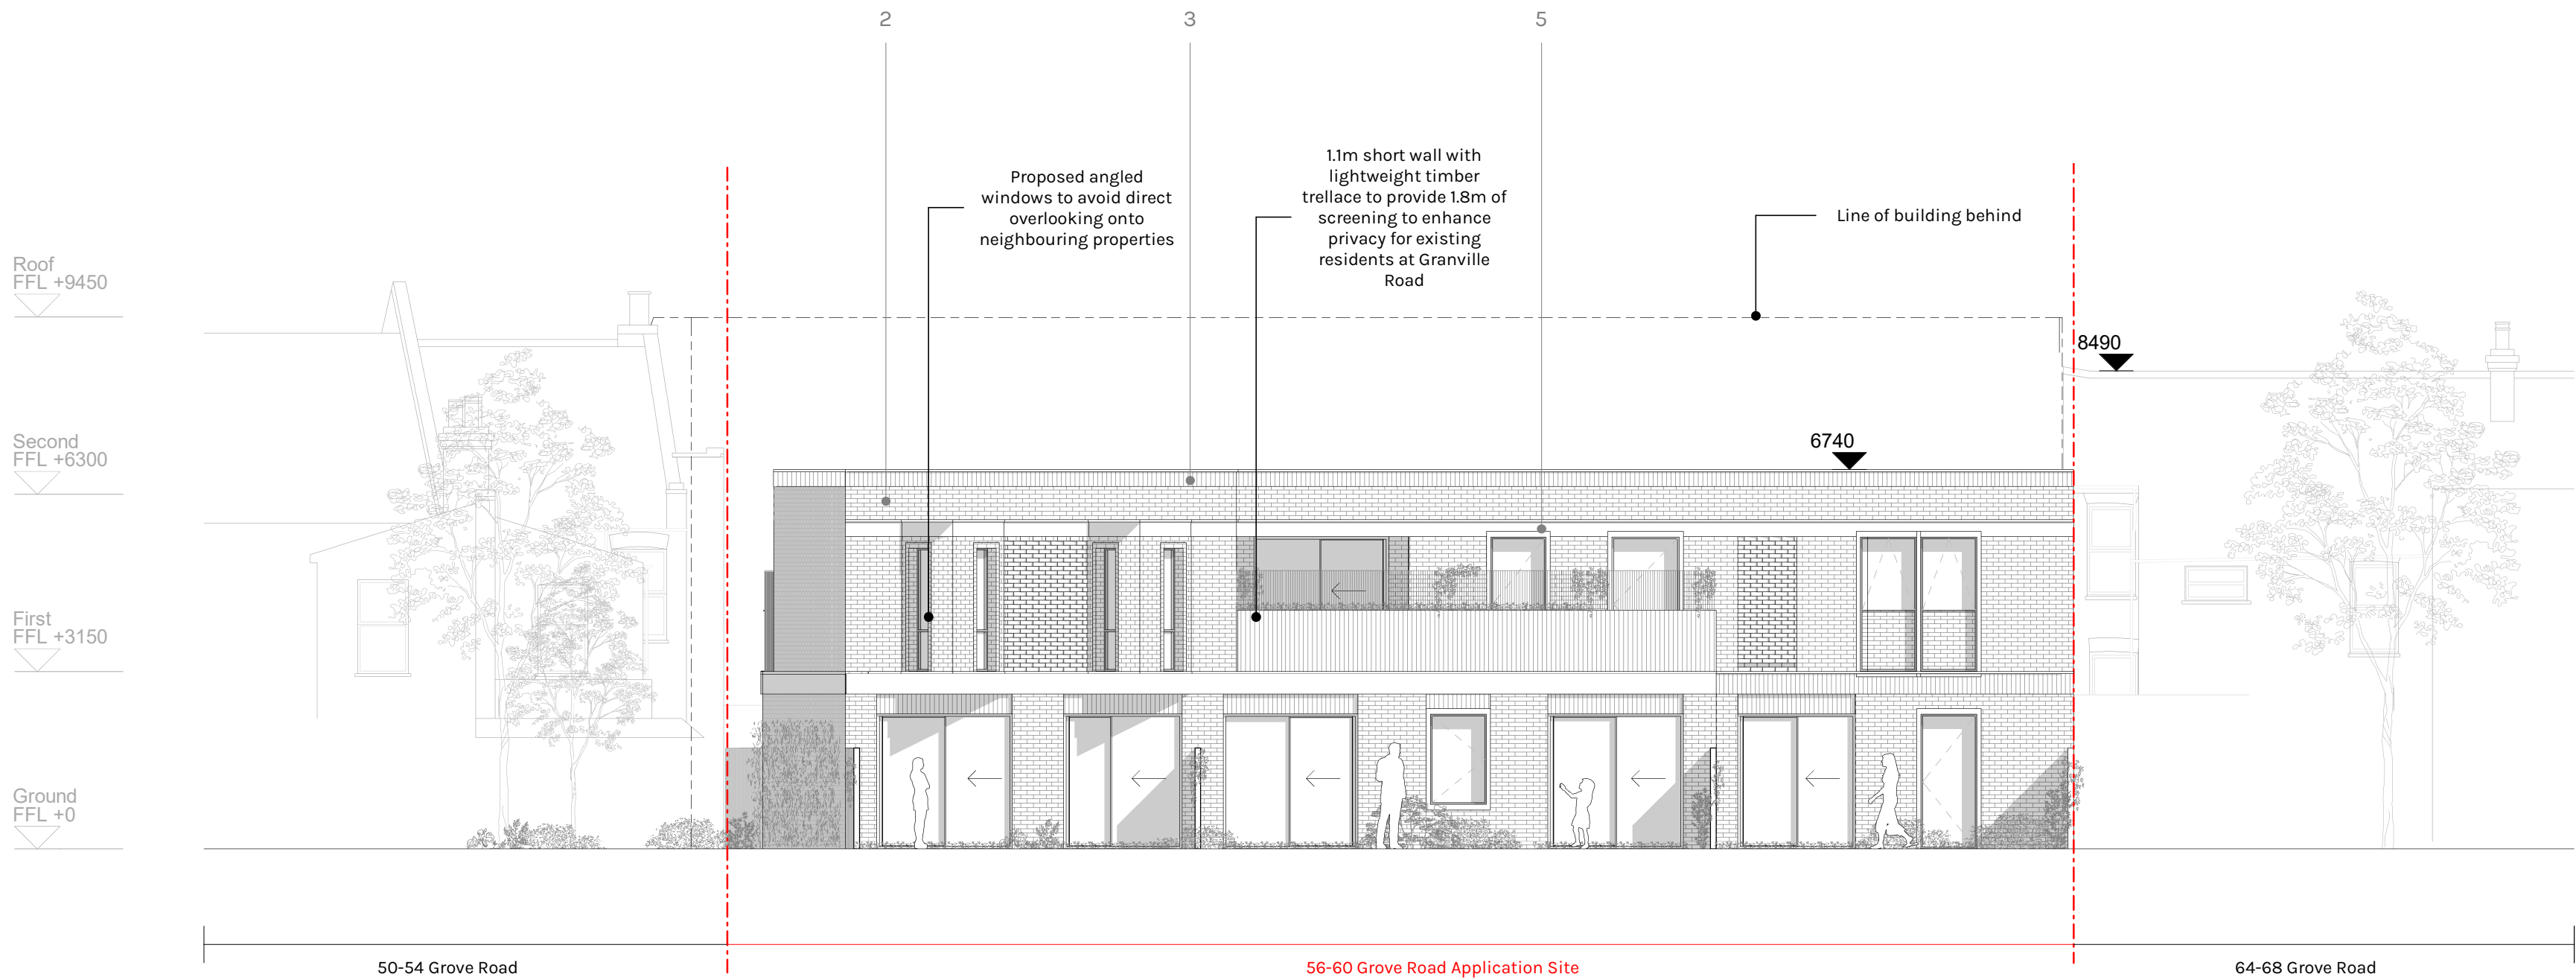 2
3
5
Proposed angled
windows to avoid direct
overlooking onto
neighbouring properties
1.1m short wall with
lightweight timber
trellace to provide 1.8m of
screening to enhance
privacy for existing
residents at Granville
Road
Line of building behind
Roof
FFL +9450
8490
Second
FFL +6300
6740
First
FFL +3150
Ground
FFL +0
50-54 Grove Road
56-60 Grove Road Application Site
64-68 Grove Road